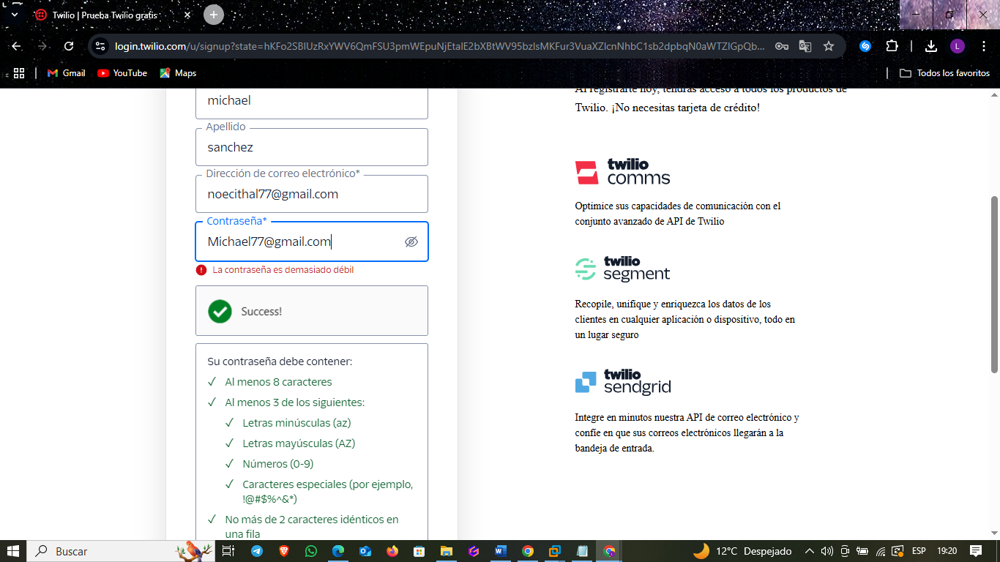 Twilio | Prueba Twilio gratis
login.twilio.com/u/signup?state=hKFo2SBIUzRxYWV6QmFSU3pmWEpuNjEtalE2bXBtWV95bzlsMKFur3VuaXZlcnNhbC1sb2dpbqN0aWTZIGpQb...
L
Gmail
YouTube
Maps
Todos los favoritos
michael
Apellido
sanchez
Dirección de correo electrónico*
noecithal77@gmail.com
Contraseña*
Michael77@gmail.com
La contraseña es demasiado débil
Success!
Su contraseña debe contener:
Al menos 8 caracteres
Al menos 3 de los siguientes:
Letras minúsculas (az)
Letras mayúsculas (AZ)
Números (0-9)
Caracteres especiales (por ejemplo,
!@#$%^&*)
No más de 2 caracteres idénticos en
una fila
Al registrarte hoy, tendrás acceso a todos los productos de
Twilio. ¡No necesitas tarjeta de crédito!
twilio
comms
Optimice sus capacidades de comunicación con el
conjunto avanzado de API de Twilio
twilio
segment
Recopile, unifique y enriquezca los datos de los
clientes en cualquier aplicación o dispositivo, todo en
un lugar seguro
twilio
sendgrid
Integre en minutos nuestra API de correo electrónico y
confíe en que sus correos electrónicos llegarán a la
bandeja de entrada.
Buscar
12°C Despejado
ESP
19:20